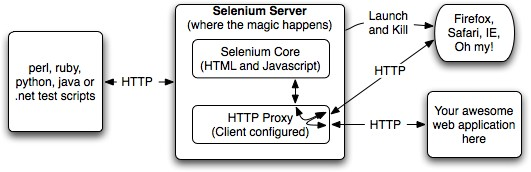 perl, ruby,
python, java or
.net test scripts
HTTP
Selenium Server
(where the magic happens)
Selenium Core
(HTML and Javascript)
HTTP Proxy
(Client configured)
Launch
and Kill
HTTP
HTTP
Firefox,
Safari, IE,
Oh my!
Your awesome
web application
here